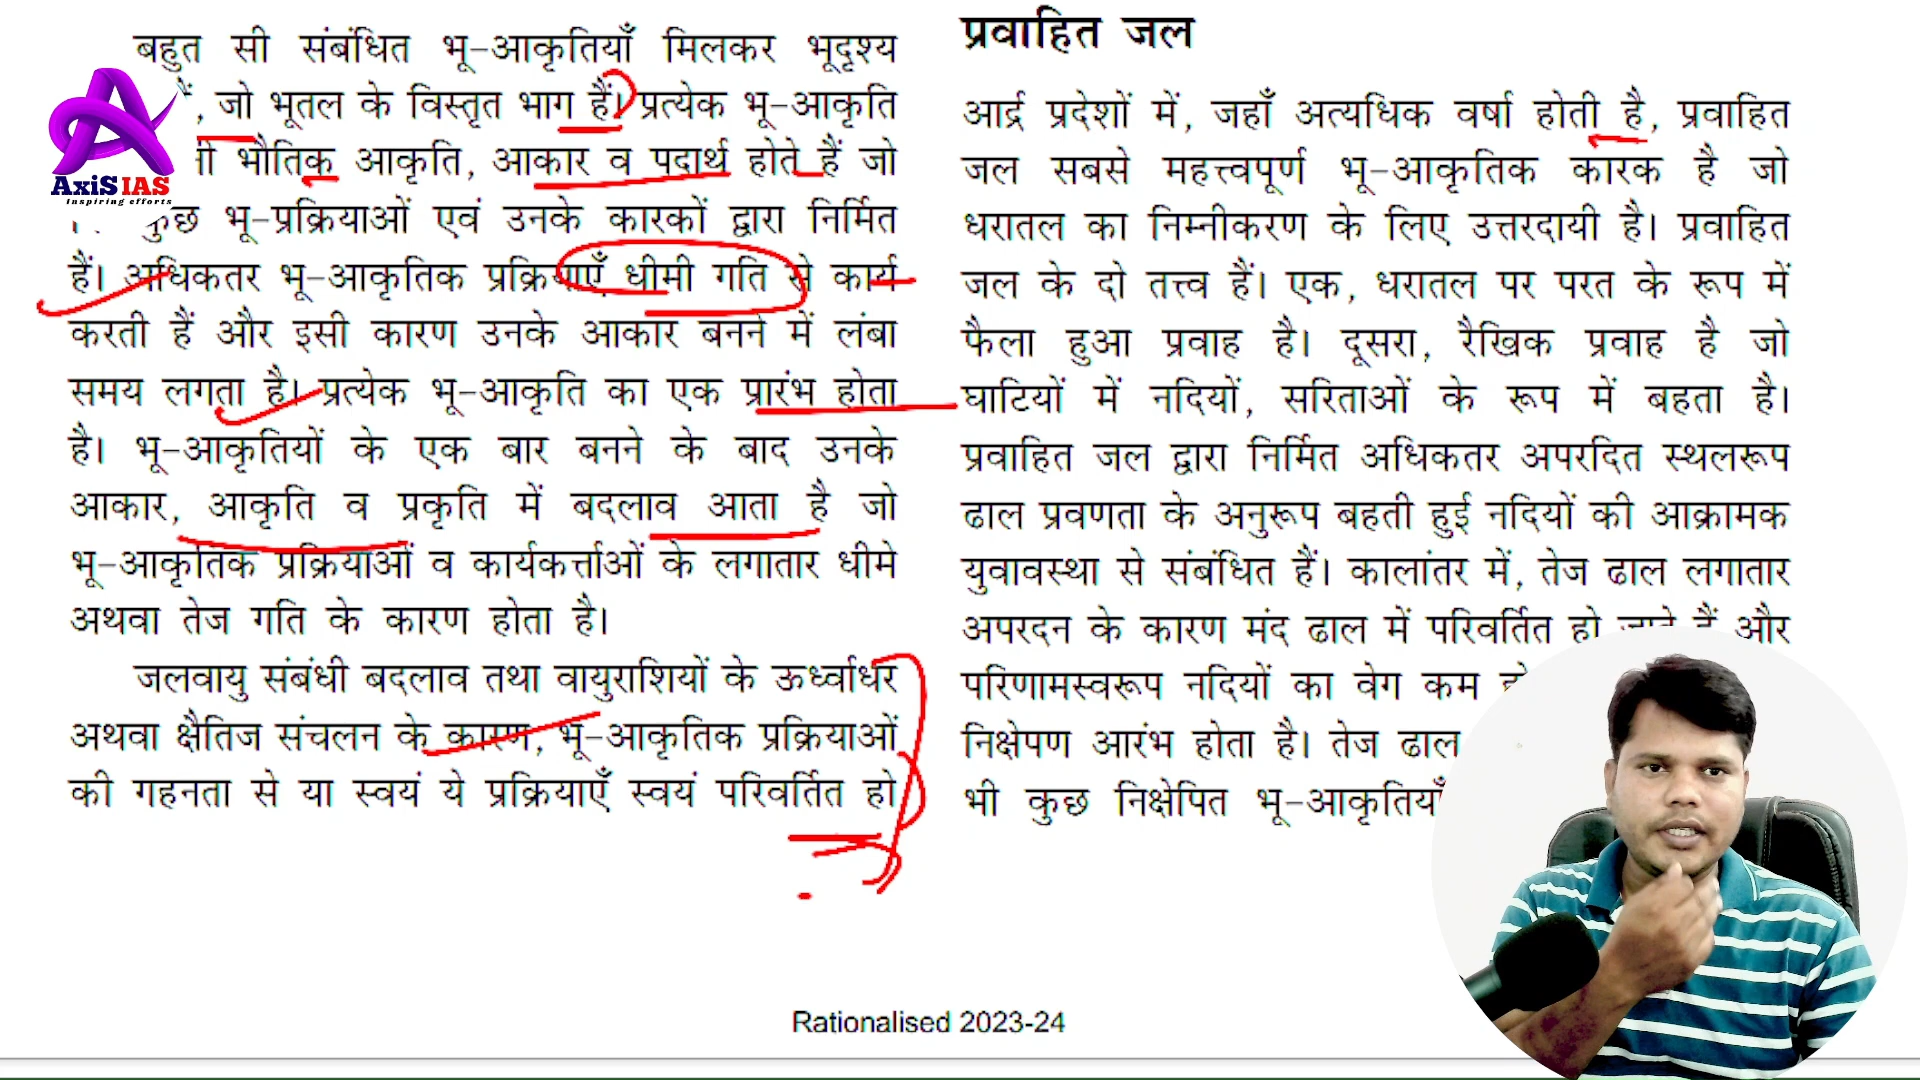 बहुत सी संबंधित भू-आकृतियाँ मिलकर भूदृश्य
, जो भूतल के विस्तृत भाग हैं। प्रत्येक भू-आकृति
भौतिक आकृति, आकार व पदार्थ होते हैं जो
कुछ भू-प्रक्रियाओं एवं उनके कारकों द्वारा निर्मित
हैं। अधिकतर भू-आकृतिक प्रक्रियाएँ धीमी गति से कार्य
करती हैं और इसी कारण उनके आकार बनने में लंबा
समय लगता है। प्रत्येक भू-आकृति का एक प्रारंभ होता
है। भू-आकृतियों के एक बार बनने के बाद उनके
आकार, आकृति व प्रकृति में बदलाव आता है जो
भू-आकृतिक प्रक्रियाओं व कार्यकर्त्ताओं के लगातार धीमे
अथवा तेज गति के कारण होता है।
जलवायु संबंधी बदलाव तथा वायुराशियों के ऊर्ध्वाधर
अथवा क्षैतिज संचलन के कारण, भू-आकृतिक प्रक्रियाओं
की गहनता से या स्वयं ये प्रक्रियाएँ स्वयं परिवर्तित हो
AxiS IAS
Inspiring efforts
प्रवाहित जल
आर्द्र प्रदेशों में, जहाँ अत्यधिक वर्षा होती है, प्रवाहित
जल सबसे महत्त्वपूर्ण भू-आकृतिक कारक है जो
धरातल का निम्नीकरण के लिए उत्तरदायी है। प्रवाहित
जल के दो तत्त्व हैं। एक, धरातल पर परत के रूप में
फैला हुआ प्रवाह है। दूसरा, रैखिक प्रवाह है जो
घाटियों में नदियों, सरिताओं के रूप में बहता है।
प्रवाहित जल द्वारा निर्मित अधिकतर अपरदित स्थलरूप
ढाल प्रवणता के अनुरूप बहती हुई नदियों की आक्रामक
युवावस्था से संबंधित हैं। कालांतर में, तेज ढाल लगातार
अपरदन के कारण मंद ढाल में परिवर्तित हो जाते हैं और
परिणामस्वरूप नदियों का वेग कम
निक्षेपण आरंभ होता है। तेज ढाल
भी कुछ निक्षेपित भू-आकृतियाँ
Rationalised 2023-24